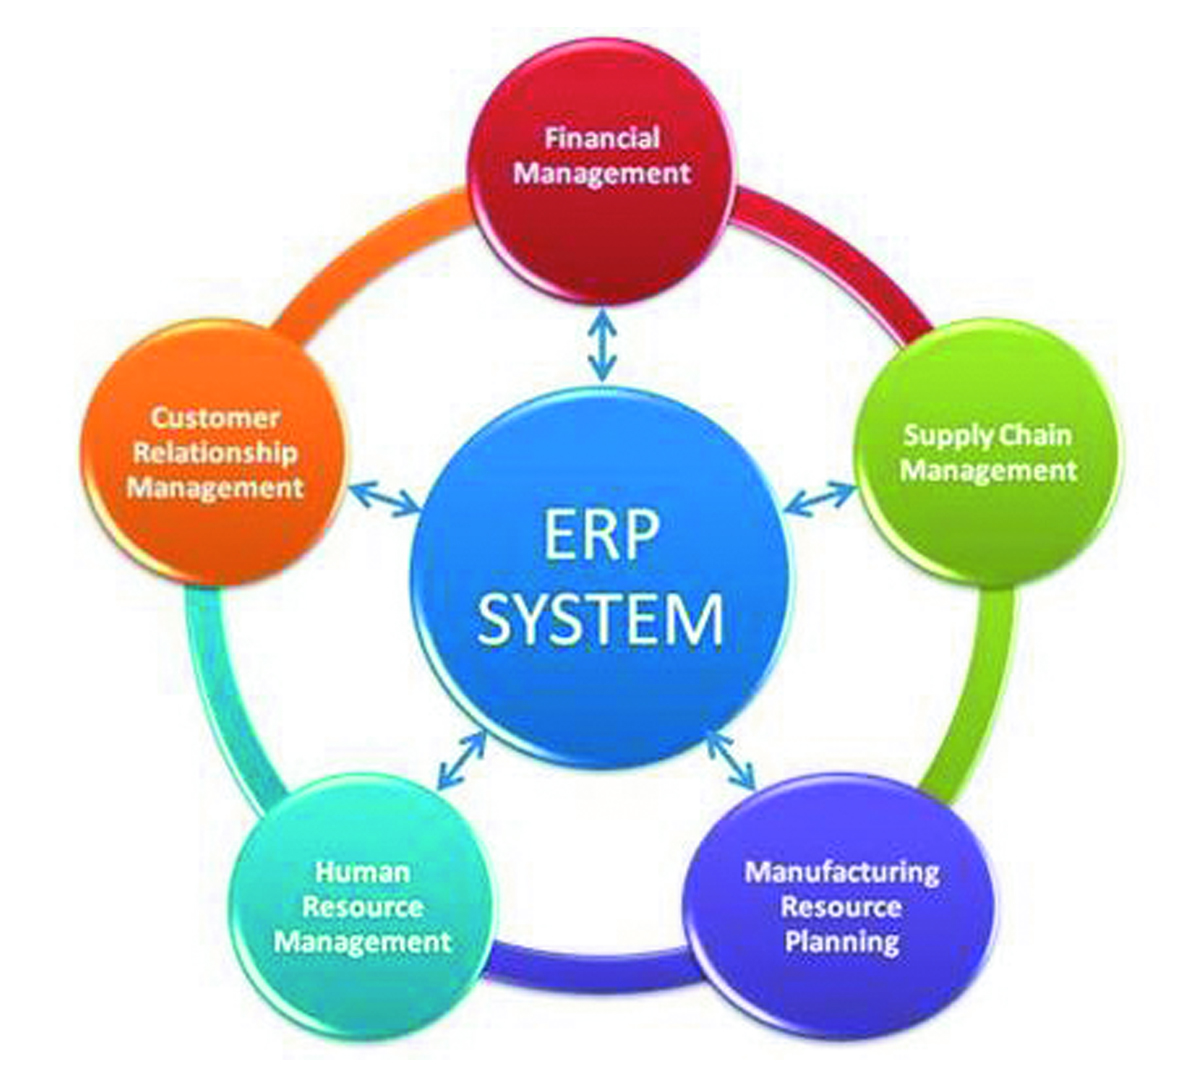 Financial
Management
Supply Chain
Management
Manufacturing
Resource
Planning
Human
Resource
Management
Customer
Relationship
Management
ERP
SYSTEM